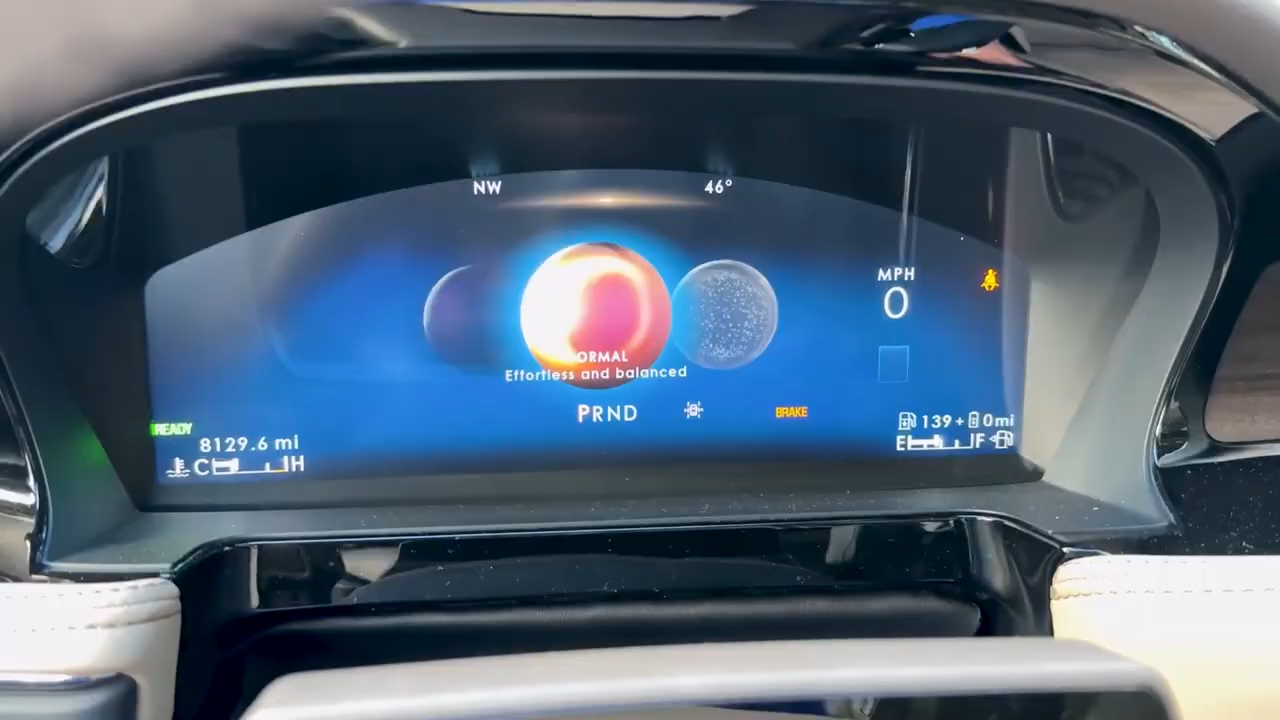 NW
46°
MPH
0
ORMAL
Effortless and balanced
PRND
BRAKE
READY
8129.6 mi
139 + 0mi
C H
E F